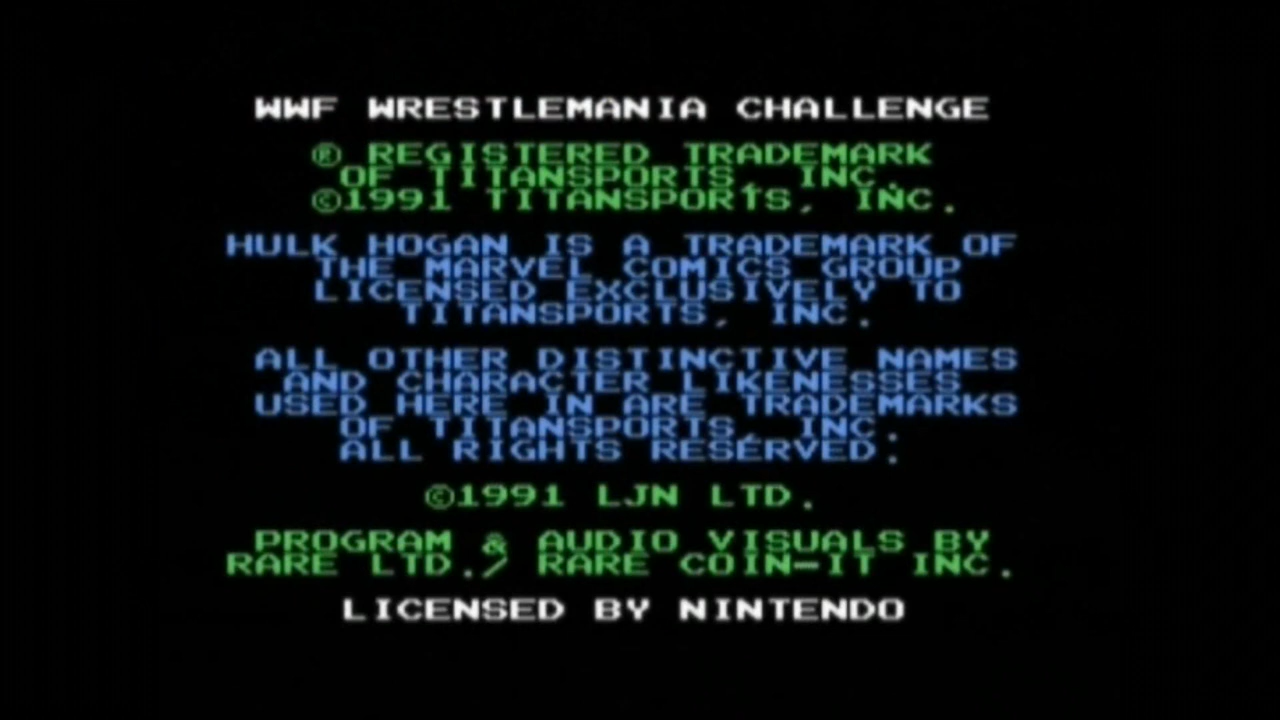 WWF WRESTLEMANIA CHALLENGE
® REGISTERED TRADEMARK
OF TITANSPORTS, INC.
©1991 TITANSPORTS, INC.
HULK HOGAN IS A TRADEMARK OF
THE MARVEL COMICS GROUP
LICENSED EXCLUSIVELY TO
TITANSPORTS, INC.
ALL OTHER DISTINCTIVE NAMES
AND CHARACTER LIKENESSES
USED HERE IN ARE TRADEMARKS
OF TITANSPORTS, INC.
ALL RIGHTS RESERVED.
©1991 LJN LTD.
PROGRAM & AUDIO VISUALS BY
RARE LTD./ RARE COIN-IT INC.
LICENSED BY NINTENDO